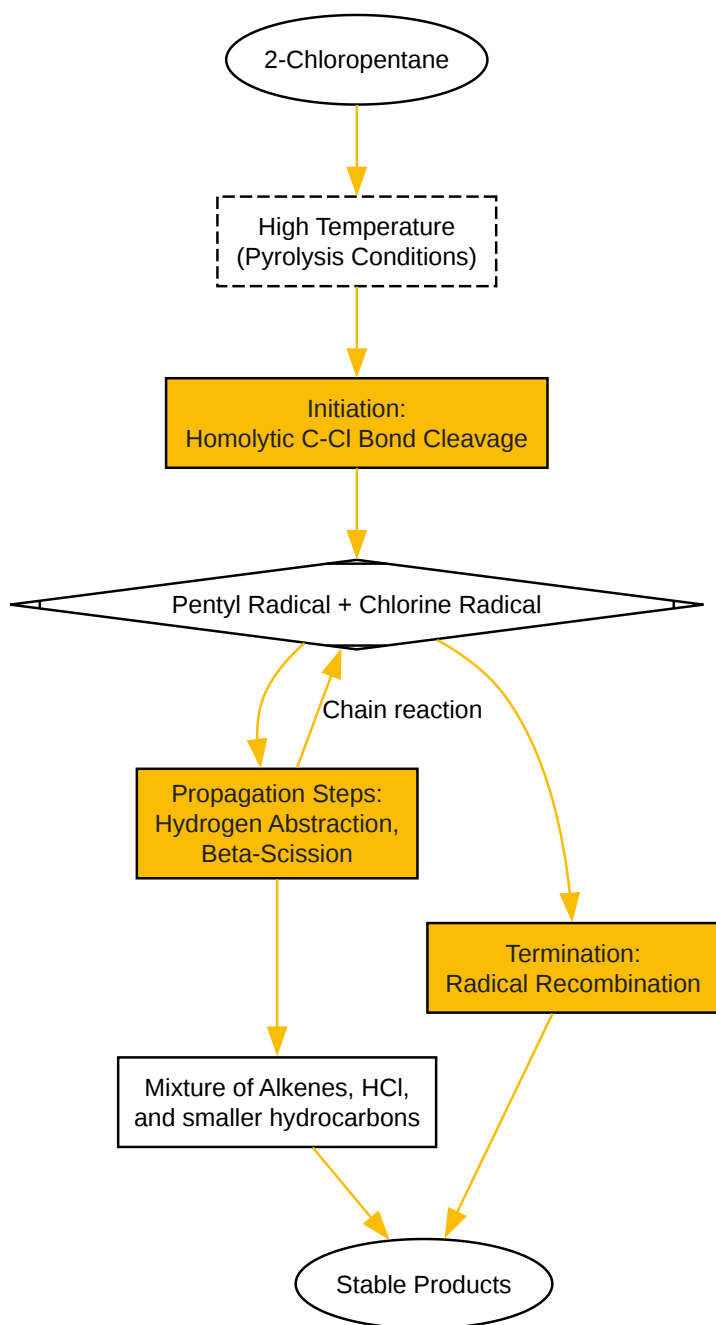 2-Chloropentane
High Temperature
(Pyrolysis Conditions)
Initiation:
Homolytic C-Cl Bond Cleavage
Pentyl Radical + Chlorine Radical
Chain reaction
Propagation Steps:
Hydrogen Abstraction,
Beta-Scission
Termination:
Radical Recombination
Mixture of Alkenes, HCl,
and smaller hydrocarbons
Stable Products